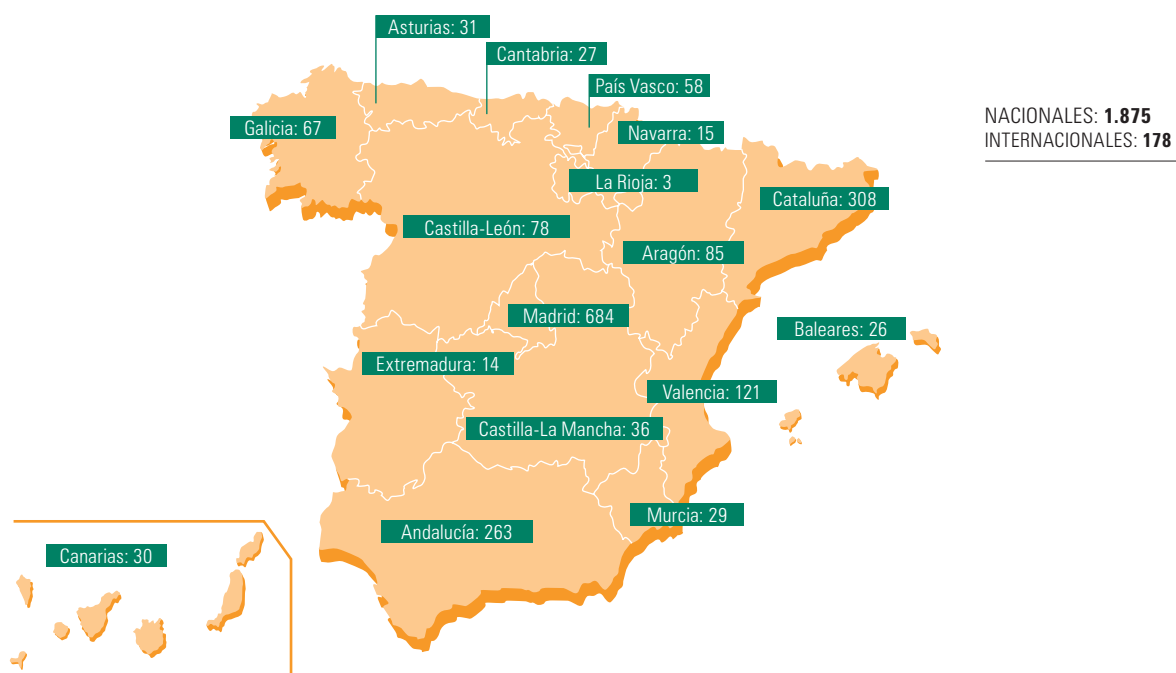 Asturias: 31
Cantabria: 27
País Vasco: 58
Galicia: 67
Navarra: 15
NACIONALES: 1.875
INTERNACIONALES: 178
La Rioja: 3
Cataluña: 308
Castilla-León: 78
Aragón: 85
Madrid: 684
Baleares: 26
Extremadura: 14
Valencia: 121
Castilla-La Mancha: 36
Murcia: 29
Andalucía: 263
Canarias: 30